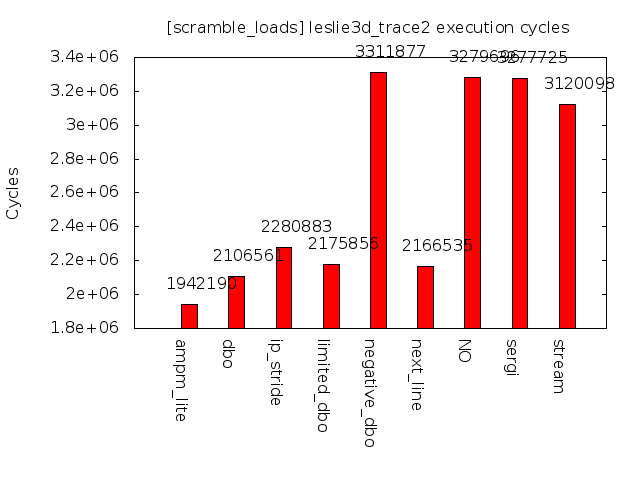 [scramble_loads] leslie3d_trace2 execution cycles
Cycles
3.4e+06
3.2e+06
3e+06
2.8e+06
2.6e+06
2.4e+06
2.2e+06
2e+06
1.8e+06
1942190
2106561
2280883
2175856
3311877
2166535
3277725
3120098
ampm_lite
dbo
ip_stride
limited_dbo
negative_dbo
next_line
NO
sergi
stream